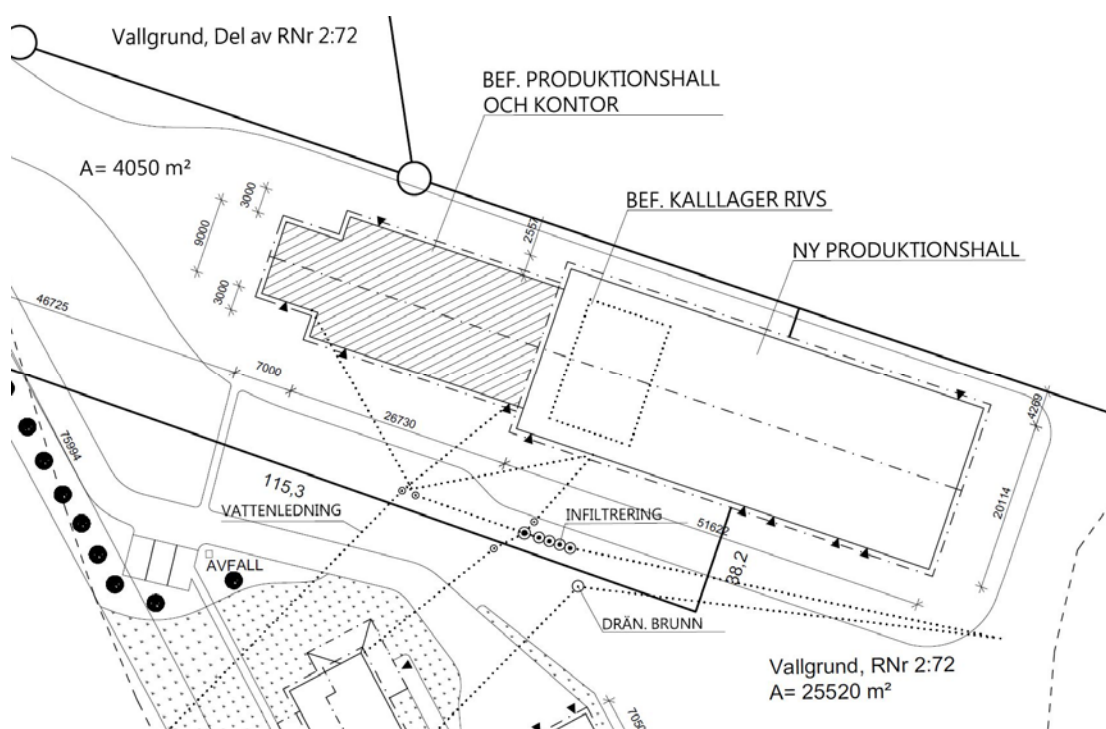 Vallgrund, Del av RNr 2:72
BEF. PRODUKTIONSHALL
OCH KONTOR
A= 4050 m²
3000
9000
3000
2557
BEF. KALLLAGER RIVS
NY PRODUKTIONSHALL
46725
7000
26730
4269
75994
115,3
VATTENLEDNING
INFILTRERING
51622
20114
38,2
AVFALL
DRÄN. BRUNN
Vallgrund, RNr 2:72
A= 25520 m²